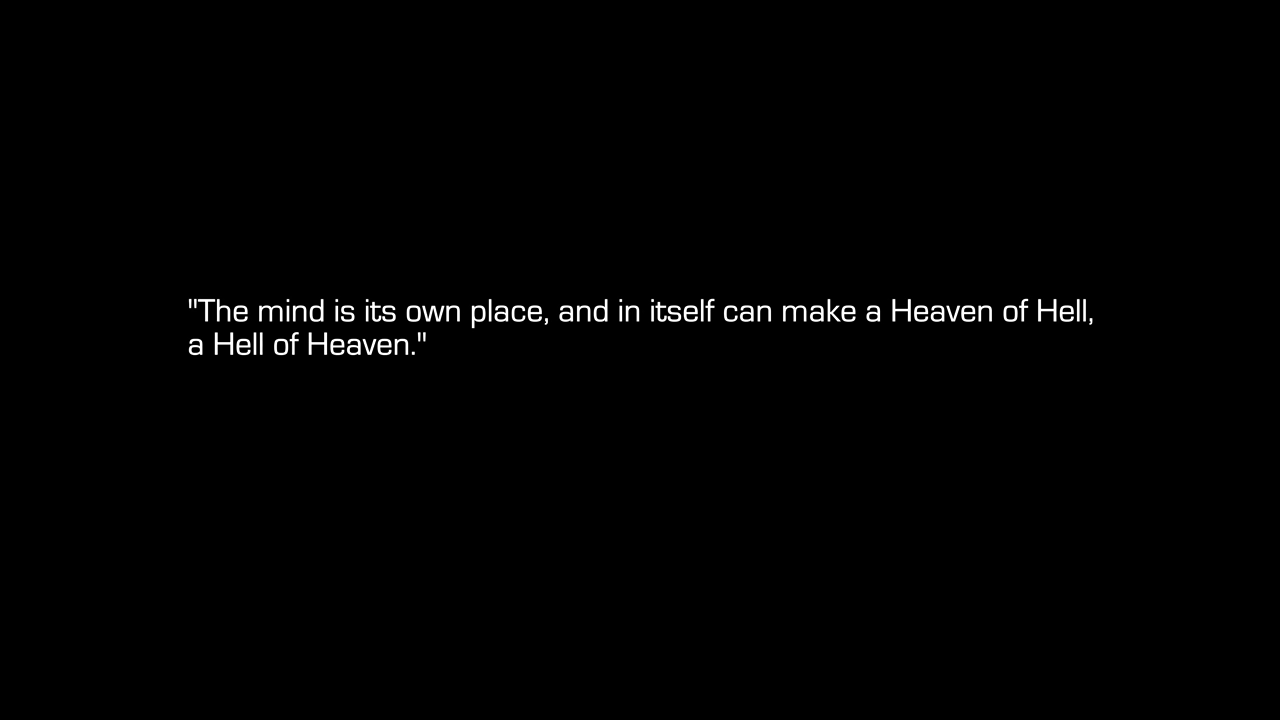 "The mind is its own place, and in itself can make a Heaven of Hell,
a Hell of Heaven."